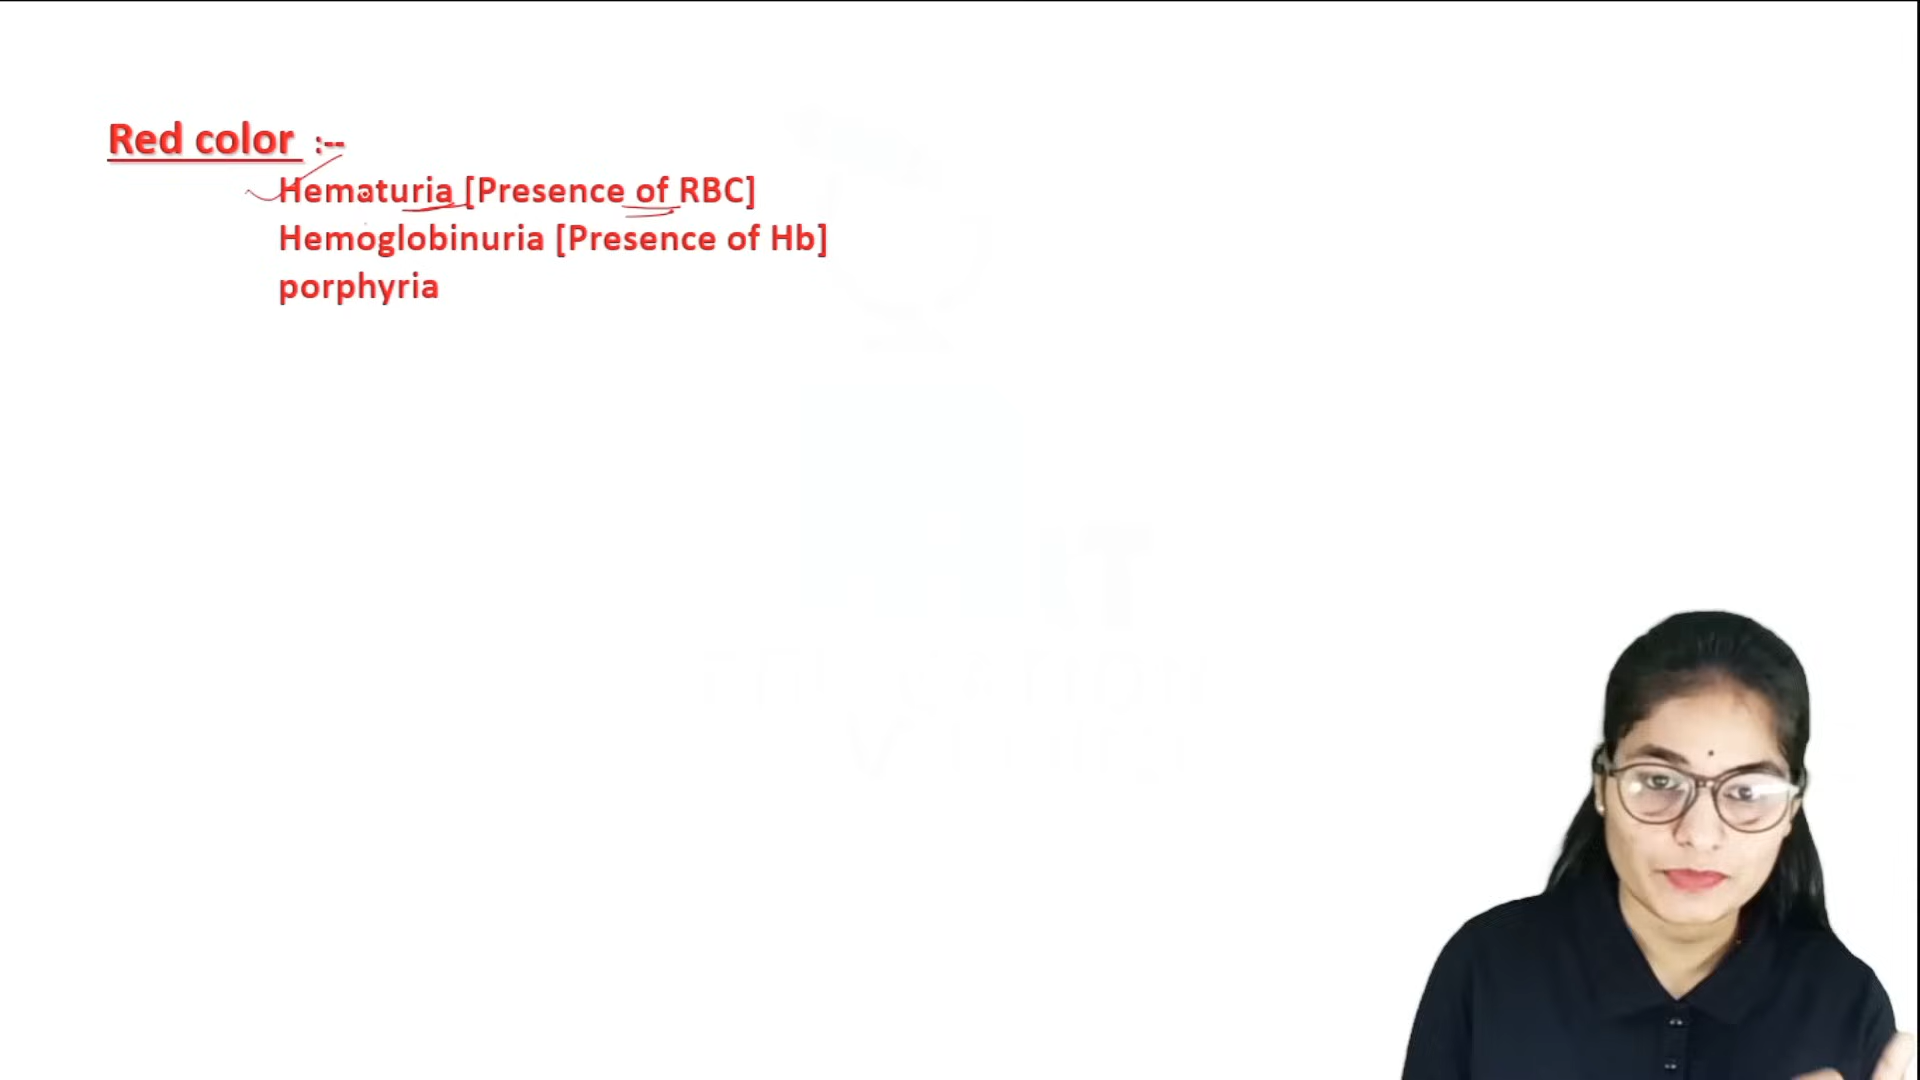 Red color :--
Hematuria [Presence of RBC]
Hemoglobinuria [Presence of Hb]
porphyria